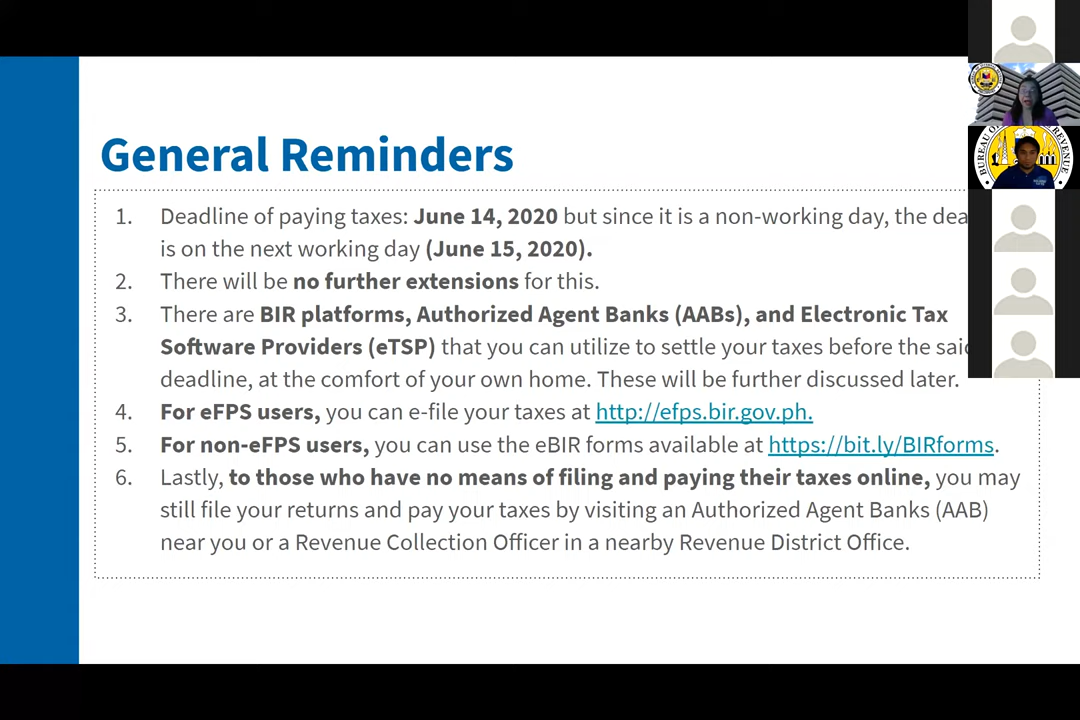 General Reminders
1. Deadline of paying taxes: June 14, 2020 but since it is a non-working day, the dea
is on the next working day (June 15, 2020).
2. There will be no further extensions for this.
3. There are BIR platforms, Authorized Agent Banks (AABs), and Electronic Tax
Software Providers (eTSP) that you can utilize to settle your taxes before the said
deadline, at the comfort of your own home. These will be further discussed later.
4. For eFPS users, you can e-file your taxes at http://efps.bir.gov.ph.
5. For non-eFPS users, you can use the eBIR forms available at https://bit.ly/BIRforms.
6. Lastly, to those who have no means of filing and paying their taxes online, you may
still file your returns and pay your taxes by visiting an Authorized Agent Banks (AAB)
near you or a Revenue Collection Officer in a nearby Revenue District Office.
BUREAU OF REVENUE